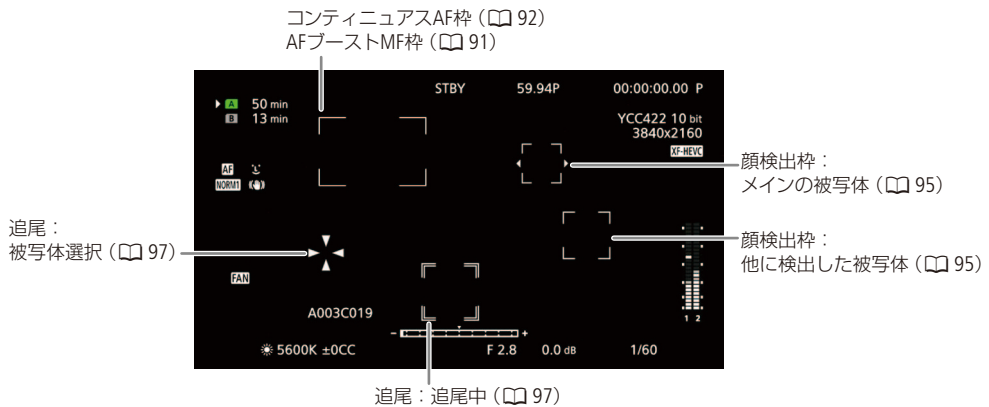 コンティニュアスAF枠（92）
AFブーストMF枠（91）
STBY 59.94P 00:00:00.00 P
A 50 min
B 13 min
YCC422 10 bit
3840x2160
XF-HEVC
AF
NORM1
顔検出枠：
メインの被写体（95）
追尾：
被写体選択（97）
顔検出枠：
他に検出した被写体（95）
FAN
1 2
A003C019
- +
5600K ±0CC F 2.8 0.0 dB 1/60
追尾：追尾中（97）